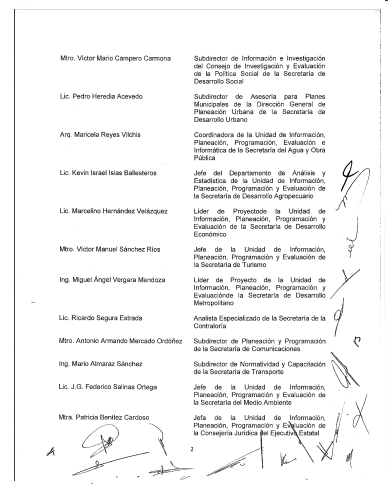 Mtro. Víctor Mario Campero Carmona
Subdirector de Información e Investigación
del Consejo de Investigación y Evaluación
de la Política Social de la Secretaría de
Desarrollo Social
Lic. Pedro Heredia Acevedo
Subdirector de Asesoría para Planes
Municipales de la Dirección General de
Planeación Urbana de la Secretaría de
Desarrollo Urbano
Arq. Maricela Reyes Vilchis
Coordinadora de la Unidad de Información,
Planeación, Programación, Evaluación e
Informática de la Secretaría del Agua y Obra
Pública
Lic. Kevin Israel Islas Ballesteros
Jefe del Departamento de Análisis y
Estadística de la Unidad de Información,
Planeación, Programación y Evaluación de
la Secretaría de Desarrollo Agropecuario
Lic. Marcelino Hernández Velázquez
Líder de Proyectode la Unidad de
Información, Planeación, Programación y
Evaluación de la Secretaría de Desarrollo
Económico
Mtro. Víctor Manuel Sánchez Ríos
Jefe de la Unidad de Información,
Planeación, Programación y Evaluación de
la Secretaría de Turismo
Ing. Miguel Ángel Vergara Mendoza
Líder de Proyecto de la Unidad de
Información, Planeación, Programación y
Evaluaciónde la Secretaría de Desarrollo
Metropolitano
Lic. Ricardo Segura Estrada
Analista Especializado de la Secretaría de la
Contraloría
Mtro. Antonio Armando Mercado Ordóñez
Subdirector de Planeación y Programación
de la Secretaría de Comunicaciones
Ing. Mario Almaraz Sánchez
Subdirector de Normatividad y Capacitación
de la Secretaría de Transporte
Lic. J.G. Federico Salinas Ortega
Jefe de la Unidad de Información,
Planeación, Programación y Evaluación de
la Secretaría del Medio Ambiente
Mtra. Patricia Benítez Cardoso
Jefa de la Unidad de Información,
Planeación, Programación y Evaluación de
la Consejería Jurídica del Ejecutivo Estatal
2